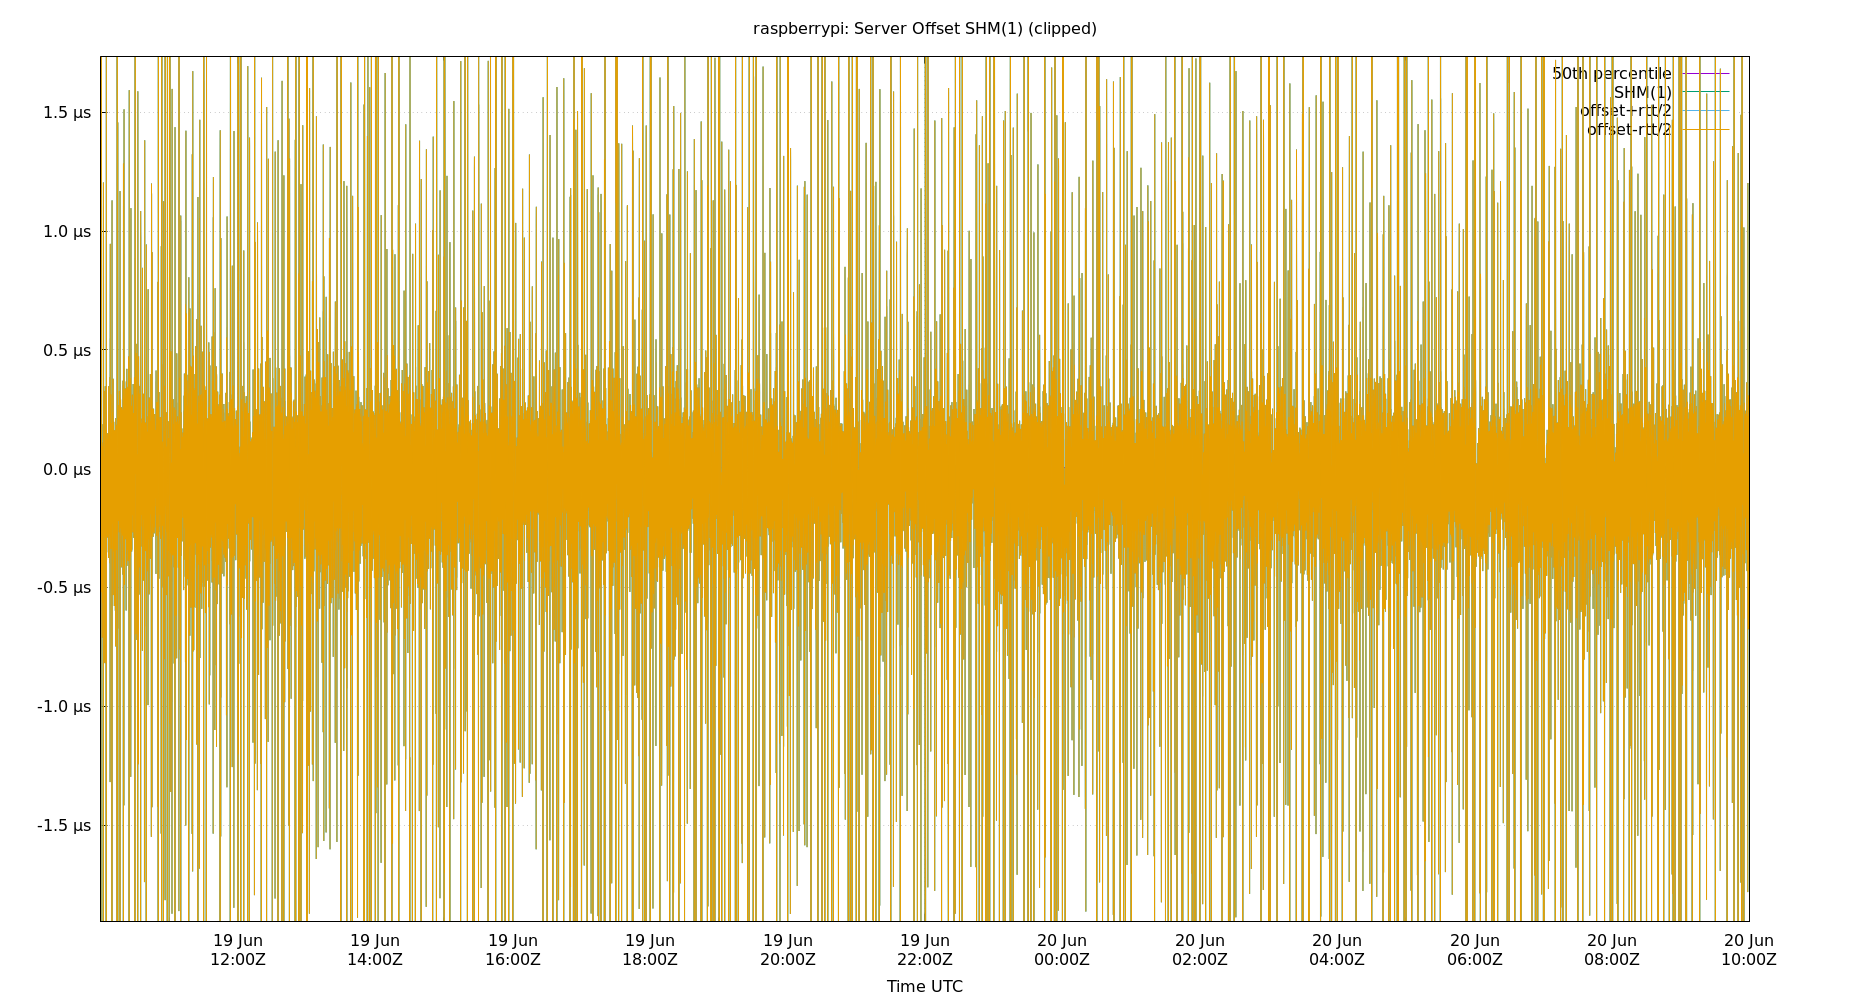 raspberrypi: Server Offset SHM(1) (clipped)
50th percentile
SHM(1)
offset+rtt/2
offset-rtt/2
1.5 µs
1.0 µs
0.5 µs
0.0 µs
-0.5 µs
-1.0 µs
-1.5 µs
19 Jun 19 Jun 19 Jun 19 Jun 19 Jun 19 Jun 20 Jun 20 Jun 20 Jun 20 Jun 20 Jun 20 Jun
12:00Z 14:00Z 16:00Z 18:00Z 20:00Z 22:00Z 00:00Z 02:00Z 04:00Z 06:00Z 08:00Z 10:00Z
Time UTC